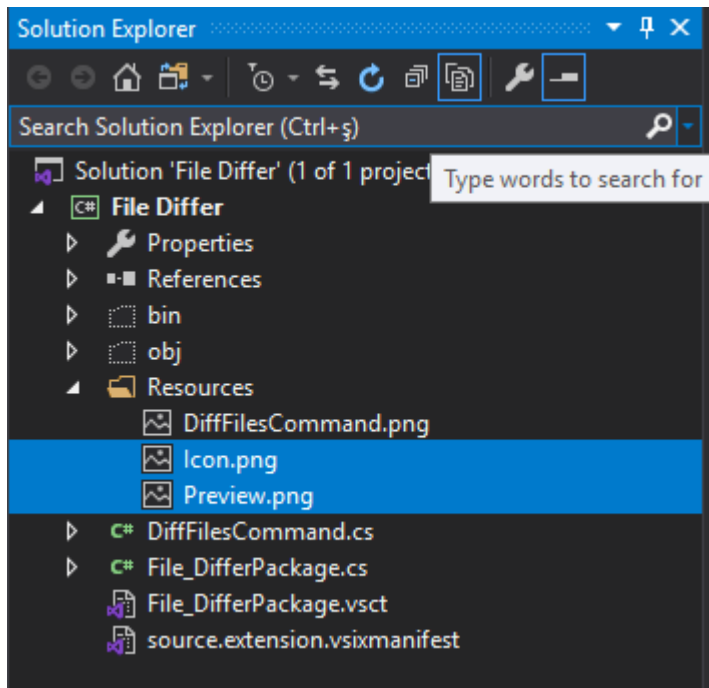 Solution Explorer
Search Solution Explorer (Ctrl+ş)
Solution 'File Differ' (1 of 1 project
Type words to search for
C# File Differ
Properties
References
bin
obj
Resources
DiffFilesCommand.png
Icon.png
Preview.png
C# DiffFilesCommand.cs
C# File_DifferPackage.cs
File_DifferPackage.vsct
source.extension.vsixmanifest